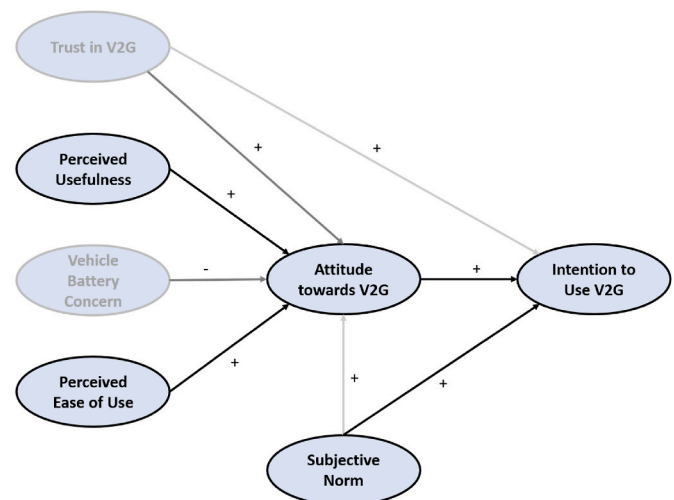 Trust in V2G
+
+
Perceived
Usefulness
+
Vehicle
Battery
Concern
-
Attitude
towards V2G
+
Intention to
Use V2G
Perceived
Ease of Use
+
+
+
Subjective
Norm